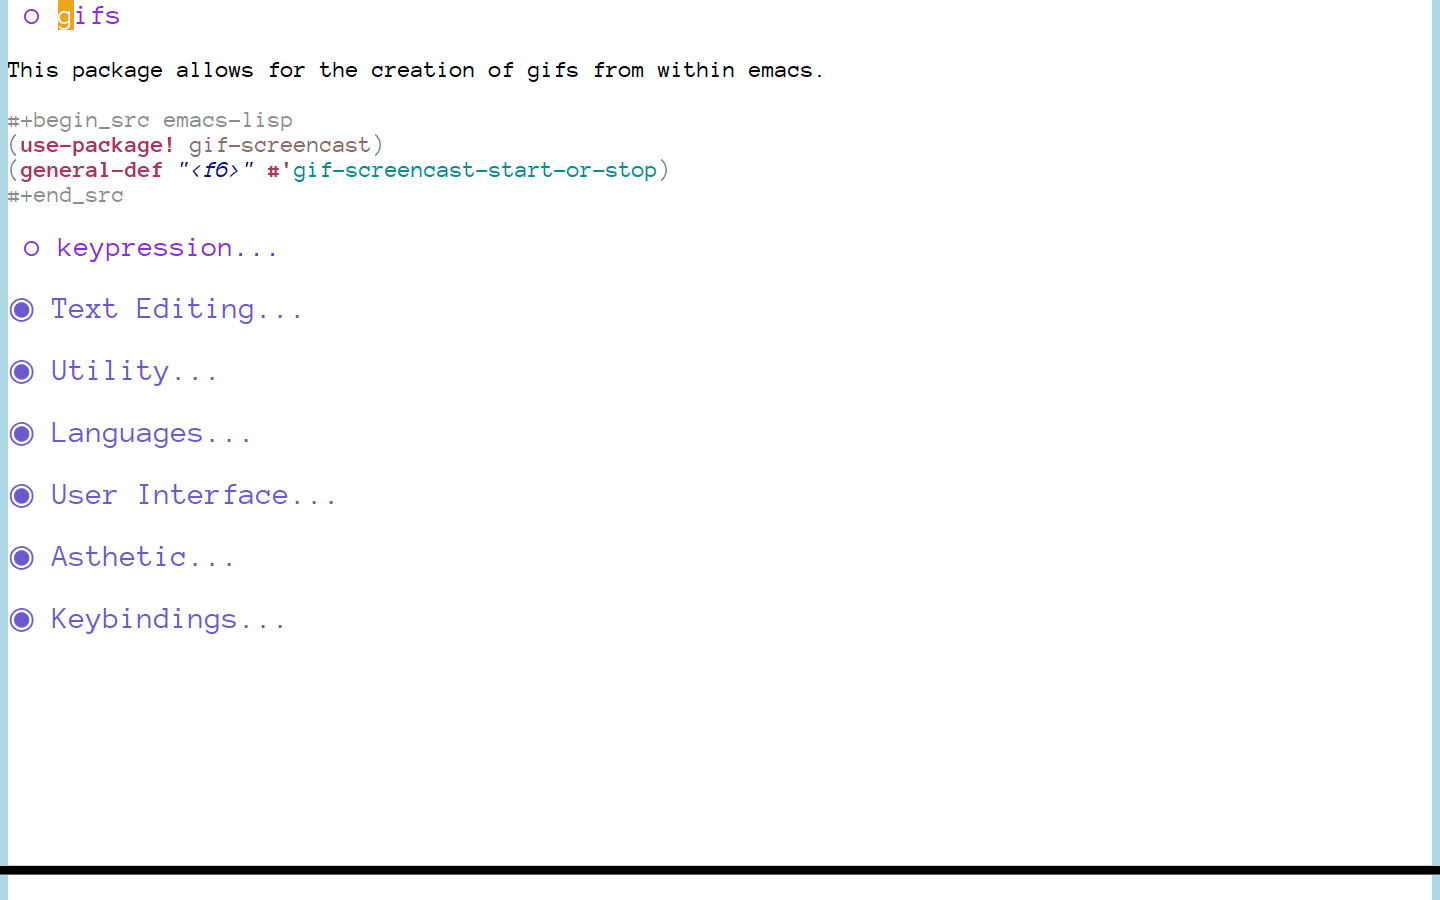 ○ gifs
This package allows for the creation of gifs from within emacs.
#+begin_src emacs-lisp
(use-package! gif-screencast)
(general-def "<f6>" #'gif-screencast-start-or-stop)
#+end_src
○ keypression...
◉ Text Editing...
◉ Utility...
◉ Languages...
◉ User Interface...
◉ Asthetic...
◉ Keybindings...